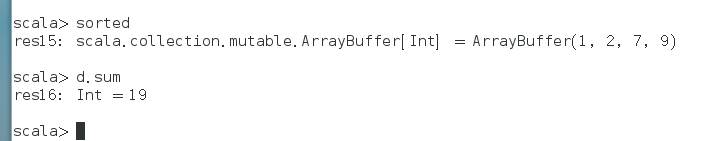 scala> sorted
res15: scala.collection.mutable.ArrayBuffer[Int] = ArrayBuffer(1, 2, 7, 9)
scala> d.sum
res16: Int = 19
scala>